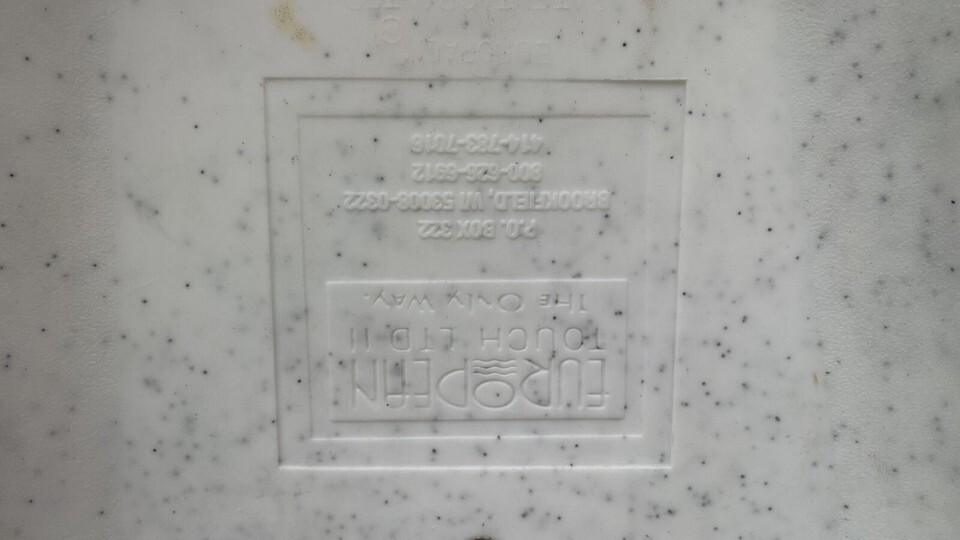 EUROPEAN
TOUCH LTD II
THE ONLY WAY.
P.O. BOX 322
BROOKFIELD, WI 53008-0322
800-626-6912
414-783-7016